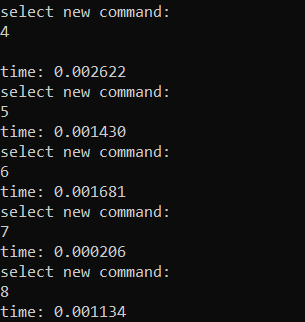 select new command:
4
time: 0.002622
select new command:
5
time: 0.001430
select new command:
6
time: 0.001681
select new command:
7
time: 0.000206
select new command:
8
time: 0.001134